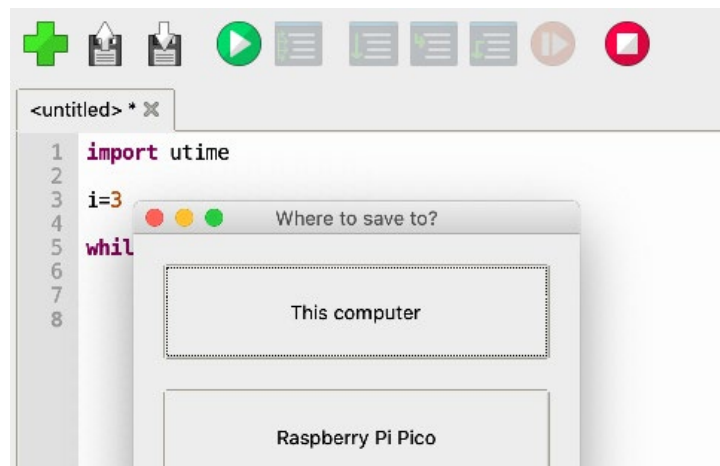 <untitled> *
1 import utime
2
3 i=3
4
5 whil
6
7
8
Where to save to?
This computer
Raspberry Pi Pico